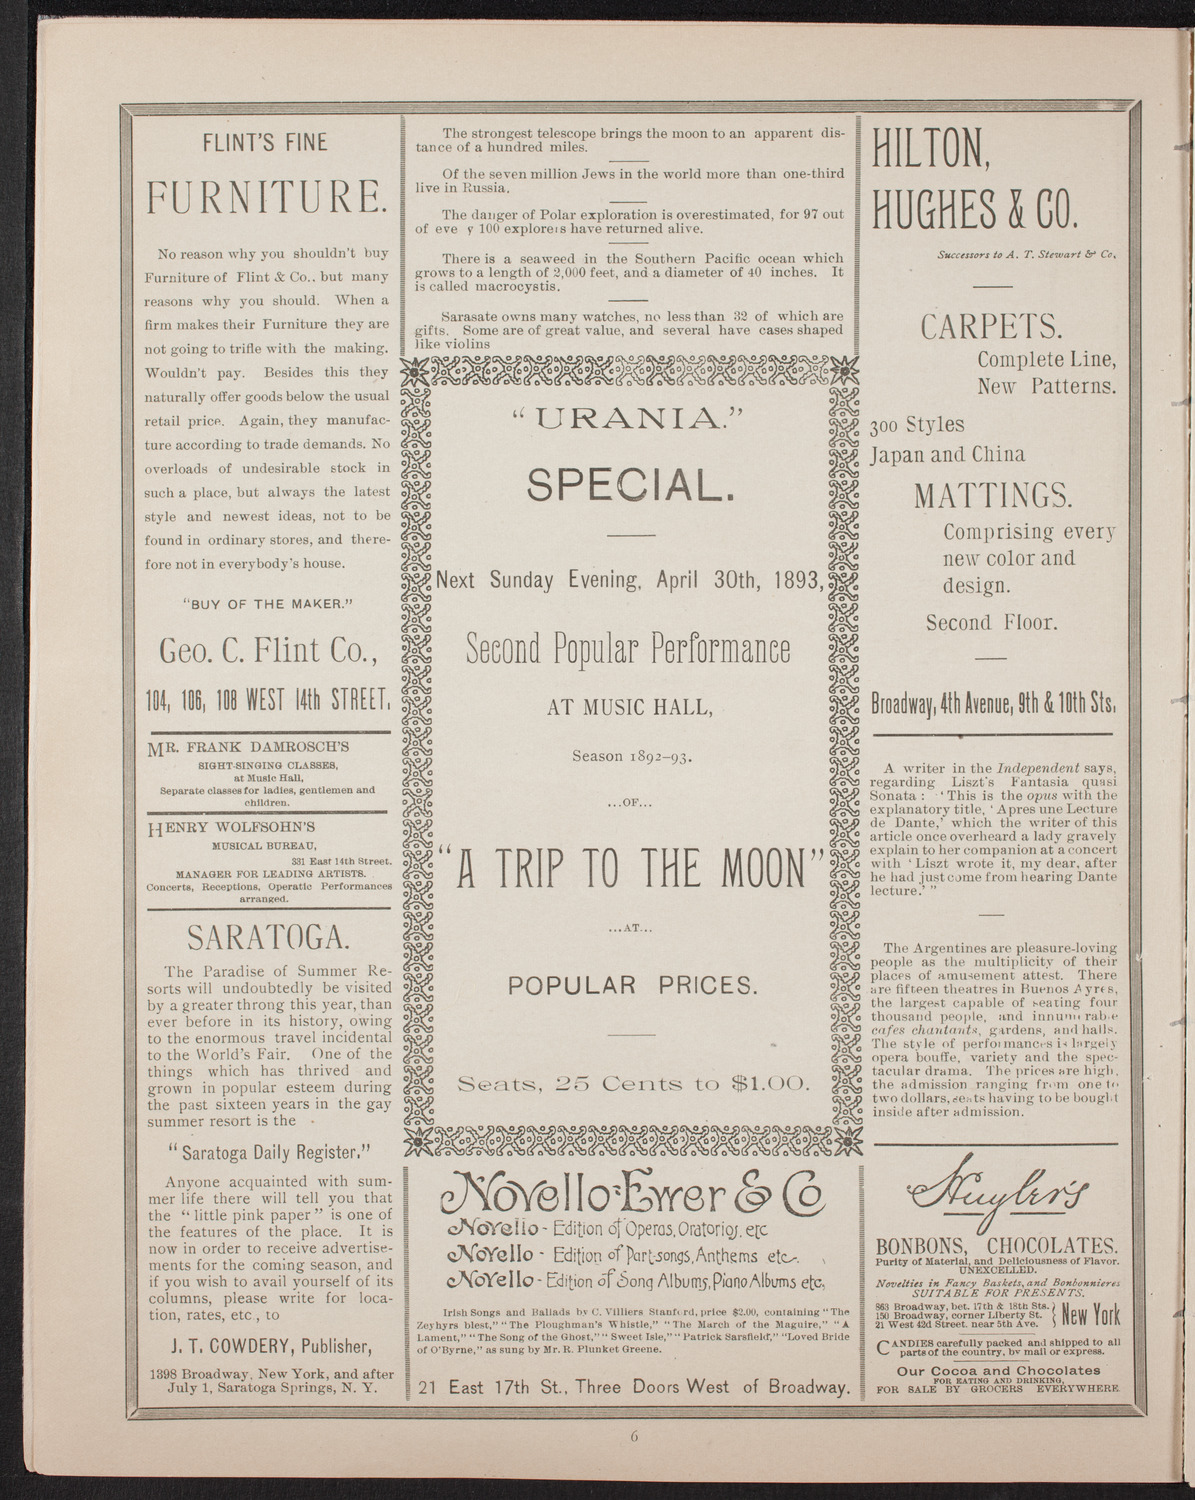 FLINT'S FINE
FURNITURE.
No reason why you shouldn't buy
Furniture of Flint & Co., but many
reasons why you should. When a
firm makes their Furniture they are
not going to trifle with the making.
Wouldn't pay. Besides this they
naturally offer goods below the usual
retail price. Again, they manufac-
ture according to trade demands. No
overloads of undesirable stock in
such a place, but always the latest
style and newest ideas, not to be
found in ordinary stores, and there-
fore not in everybody's house.
"BUY OF THE MAKER."
Geo. C. Flint Co.,
104, 106, 108 WEST 14th STREET.
MR. FRANK DAMROSCH'S
SIGHT-SINGING CLASSES,
at Music Hall,
Separate classes for ladies, gentlemen and
children.
HENRY WOLFSOHN'S
MUSICAL BUREAU,
331 East 14th Street.
MANAGER FOR LEADING ARTISTS.
Concerts, Receptions, Operatic Performances
arranged.
SARATOGA.
The Paradise of Summer Re-
sorts will undoubtedly be visited
by a greater throng this year, than
ever before in its history, owing
to the enormous travel incidental
to the World's Fair. One of the
things which has thrived and
grown in popular esteem during
the past sixteen years in the gay
summer resort is the
"Saratoga Daily Register."
Anyone acquainted with sum-
mer life there will tell you that
the "little pink paper" is one of
the features of the place. It is
now in order to receive advertise-
ments for the coming season, and
if you wish to avail yourself of its
columns, please write for loca-
tion, rates, etc., to
J. T. COWDERY, Publisher,
1398 Broadway, New York, and after
July 1, Saratoga Springs, N. Y.
The strongest telescope brings the moon to an apparent dis-
tance of a hundred miles.
Of the seven million Jews in the world more than one-third
live in Russia.
The danger of Polar exploration is overestimated, for 97 out
of eve y 100 explorers have returned alive.
There is a seaweed in the Southern Pacific ocean which
grows to a length of 2,000 feet, and a diameter of 40 inches. It
is called macrocystis.
Sarasate owns many watches, no less than 32 of which are
gifts. Some are of great value, and several have cases shaped
like violins
"URANIA."
SPECIAL.
Next Sunday Evening, April 30th, 1893,
Second Popular Performance
AT MUSIC HALL,
Season 1892–93.
...OF...
"A TRIP TO THE MOON"
...AT...
POPULAR PRICES.
Seats, 25 Cents to $1.00.
Novello·Ewer & Co
Novello - Edition of Operas, Oratorios, etc
Novello - Edition of Part-songs, Anthems etc.
Novello - Edition of Song Albums, Piano Albums etc,
Irish Songs and Ballads by C. Villiers Stanford, price $2.00, containing "The
Zephyrs blest," "The Ploughman's Whistle," "The March of the Maguire," "A
Lament," "The Song of the Ghost," "Sweet Isle," "Patrick Sarsfield," "Loved Bride
of O'Byrne," as sung by Mr. R. Plunket Greene.
21 East 17th St., Three Doors West of Broadway.
HILTON,
HUGHES & CO.
Successors to A. T. Stewart & Co,
CARPETS.
Complete Line,
New Patterns.
300 Styles
Japan and China
MATTINGS.
Comprising every
new color and
design.
Second Floor.
Broadway, 4th Avenue, 9th & 10th Sts.
A writer in the Independent says,
regarding Liszt's Fantasia quasi
Sonata : 'This is the opus with the
explanatory title, 'Apres une Lecture
de Dante,' which the writer of this
article once overheard a lady gravely
explain to her companion at a concert
with 'Liszt wrote it, my dear, after
he had just come from hearing Dante
lecture.' "
The Argentines are pleasure-loving
people as the multiplicity of their
places of amusement attest. There
are fifteen theatres in Buenos Ayres,
the largest capable of seating four
thousand people, and innumerable
cafes chantants, gardens, and halls.
The style of performances is largely
opera bouffe, variety and the spec-
tacular drama. The prices are high,
the admission ranging from one to
two dollars, seats having to be bought
inside after admission.
Huyler's
BONBONS, CHOCOLATES.
Purity of Material, and Deliciousness of Flavor.
UNEXCELLED.
Novelties in Fancy Baskets, and Bonbonnieres
SUITABLE FOR PRESENTS.
863 Broadway, bet. 17th & 18th Sts.
150 Broadway, corner Liberty St.
21 West 42d Street. near 5th Ave.
New York
CANDIES carefully packed and shipped to all
parts of the country, by mail or express.
Our Cocoa and Chocolates
FOR EATING AND DRINKING,
FOR SALE BY GROCERS EVERYWHERE.
6